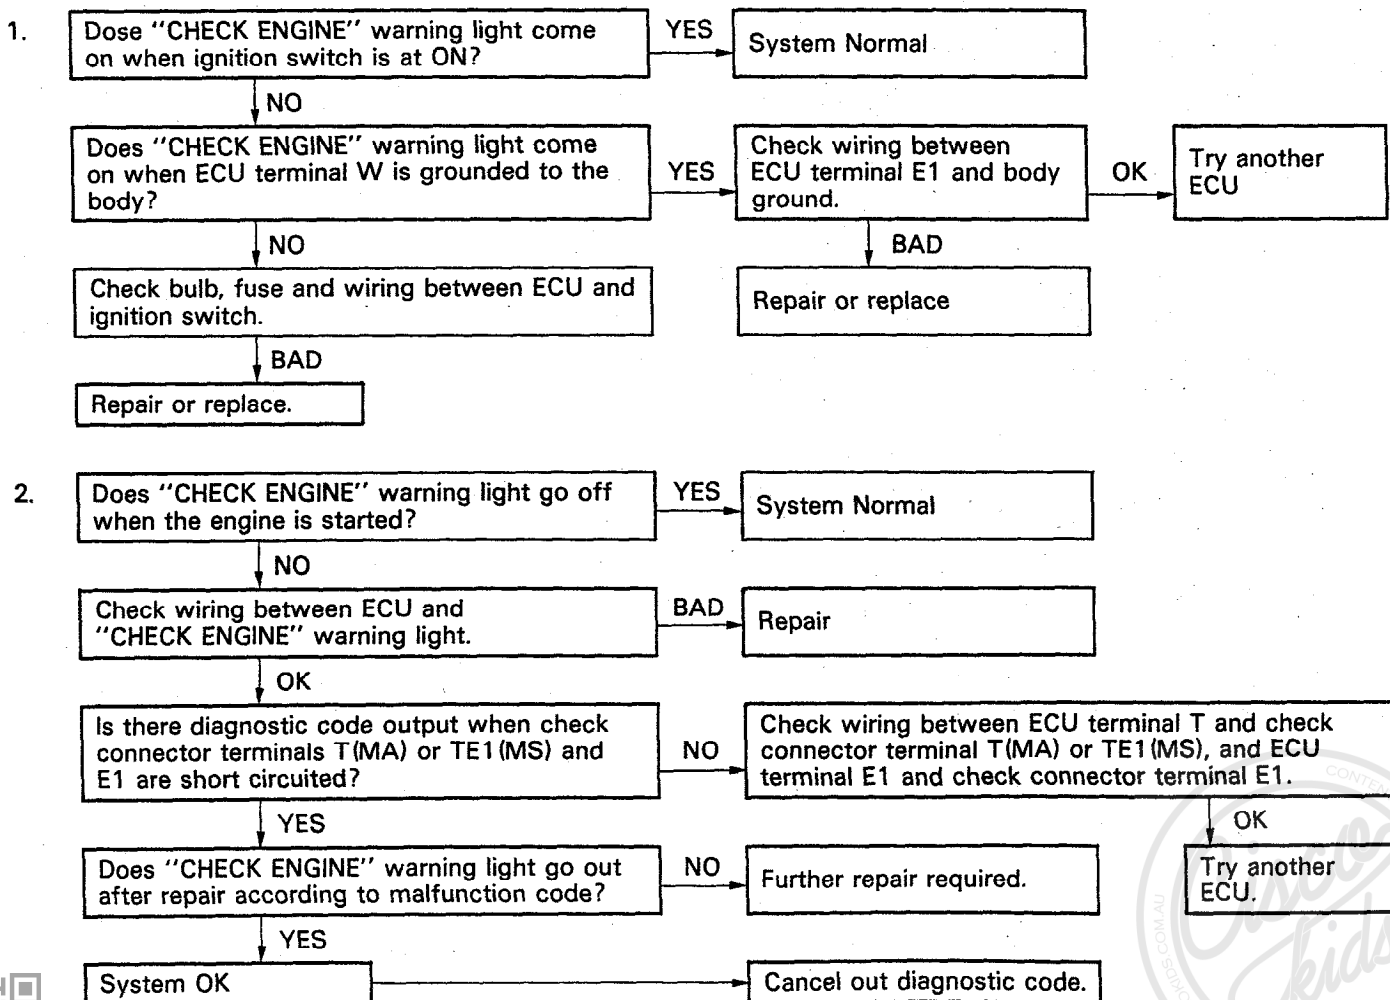 1.
Dose "CHECK ENGINE" warning light come
on when ignition switch is at ON?
YES
System Normal
NO
Does "CHECK ENGINE" warning light come
on when ECU terminal W is grounded to the
body?
YES
Check wiring between
ECU terminal E1 and body
ground.
OK
Try another
ECU
NO
BAD
Check bulb, fuse and wiring between ECU and
ignition switch.
Repair or replace
BAD
Repair or replace.
2.
Does "CHECK ENGINE" warning light go off
when the engine is started?
YES
System Normal
NO
Check wiring between ECU and
"CHECK ENGINE" warning light.
BAD
Repair
OK
Is there diagnostic code output when check
connector terminals T(MA) or TE1(MS) and
E1 are short circuited?
NO
Check wiring between ECU terminal T and check
connector terminal T(MA) or TE1(MS), and ECU
terminal E1 and check connector terminal E1.
YES
OK
Does "CHECK ENGINE" warning light go out
after repair according to malfunction code?
NO
Further repair required.
Try another
ECU.
YES
System OK
Cancel out diagnostic code.
Cisco
kids